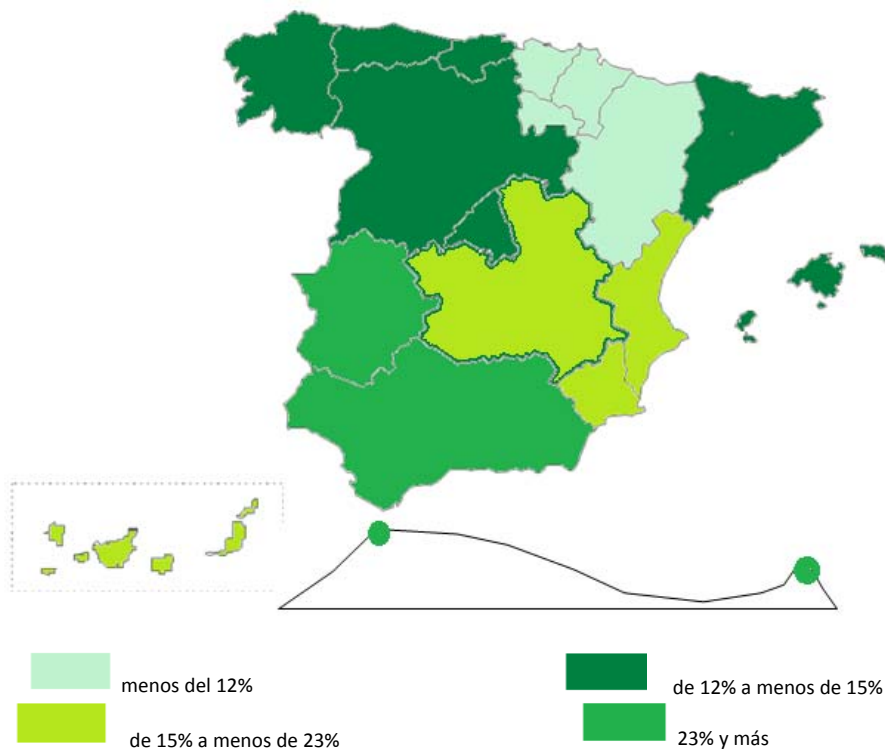 menos del 12%
de 12% a menos de 15%
de 15% a menos de 23%
23% y más